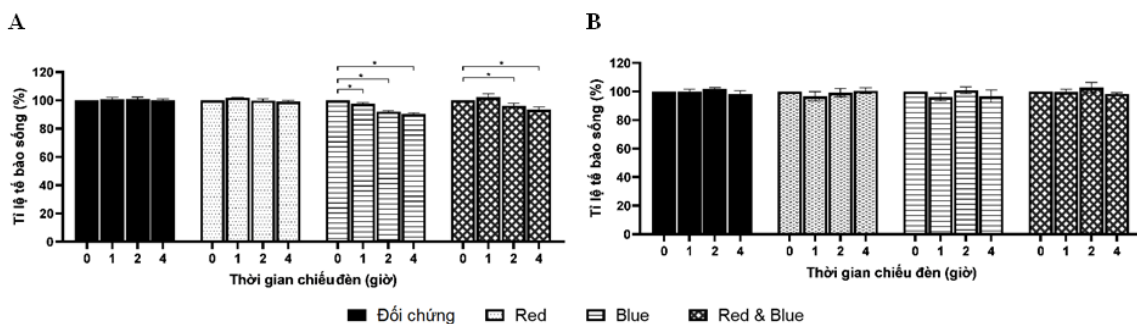 A
B
Tỉ lệ tế bào sống (%)
120
100
80
60
40
20
0
* * * * *
0 1 2 4 0 1 2 4 0 1 2 4 0 1 2 4
Thời gian chiếu đèn (giờ)
Tỉ lệ tế bào sống (%)
120
100
80
60
40
20
0
0 1 2 4 0 1 2 4 0 1 2 4 0 1 2 4
Thời gian chiếu đèn (giờ)
Đối chứng Red Blue Red & Blue